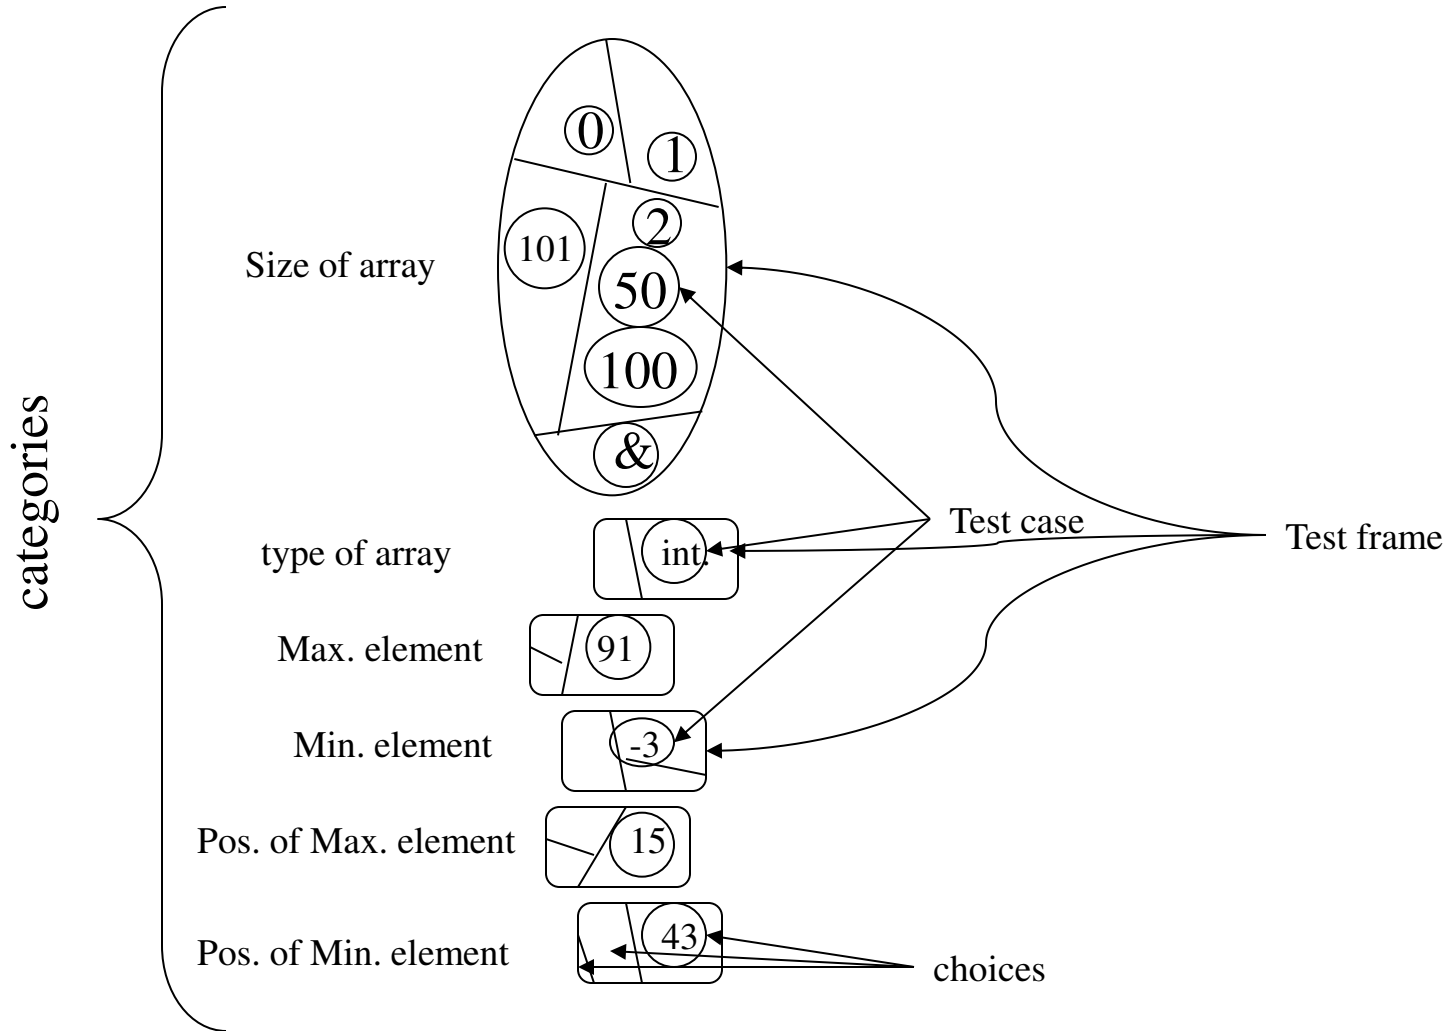 categories
0
1
Size of array
101
2
50
100
&
type of array
int.
Test case
Test frame
Max. element
91
Min. element
-3
Pos. of Max. element
15
Pos. of Min. element
43
choices